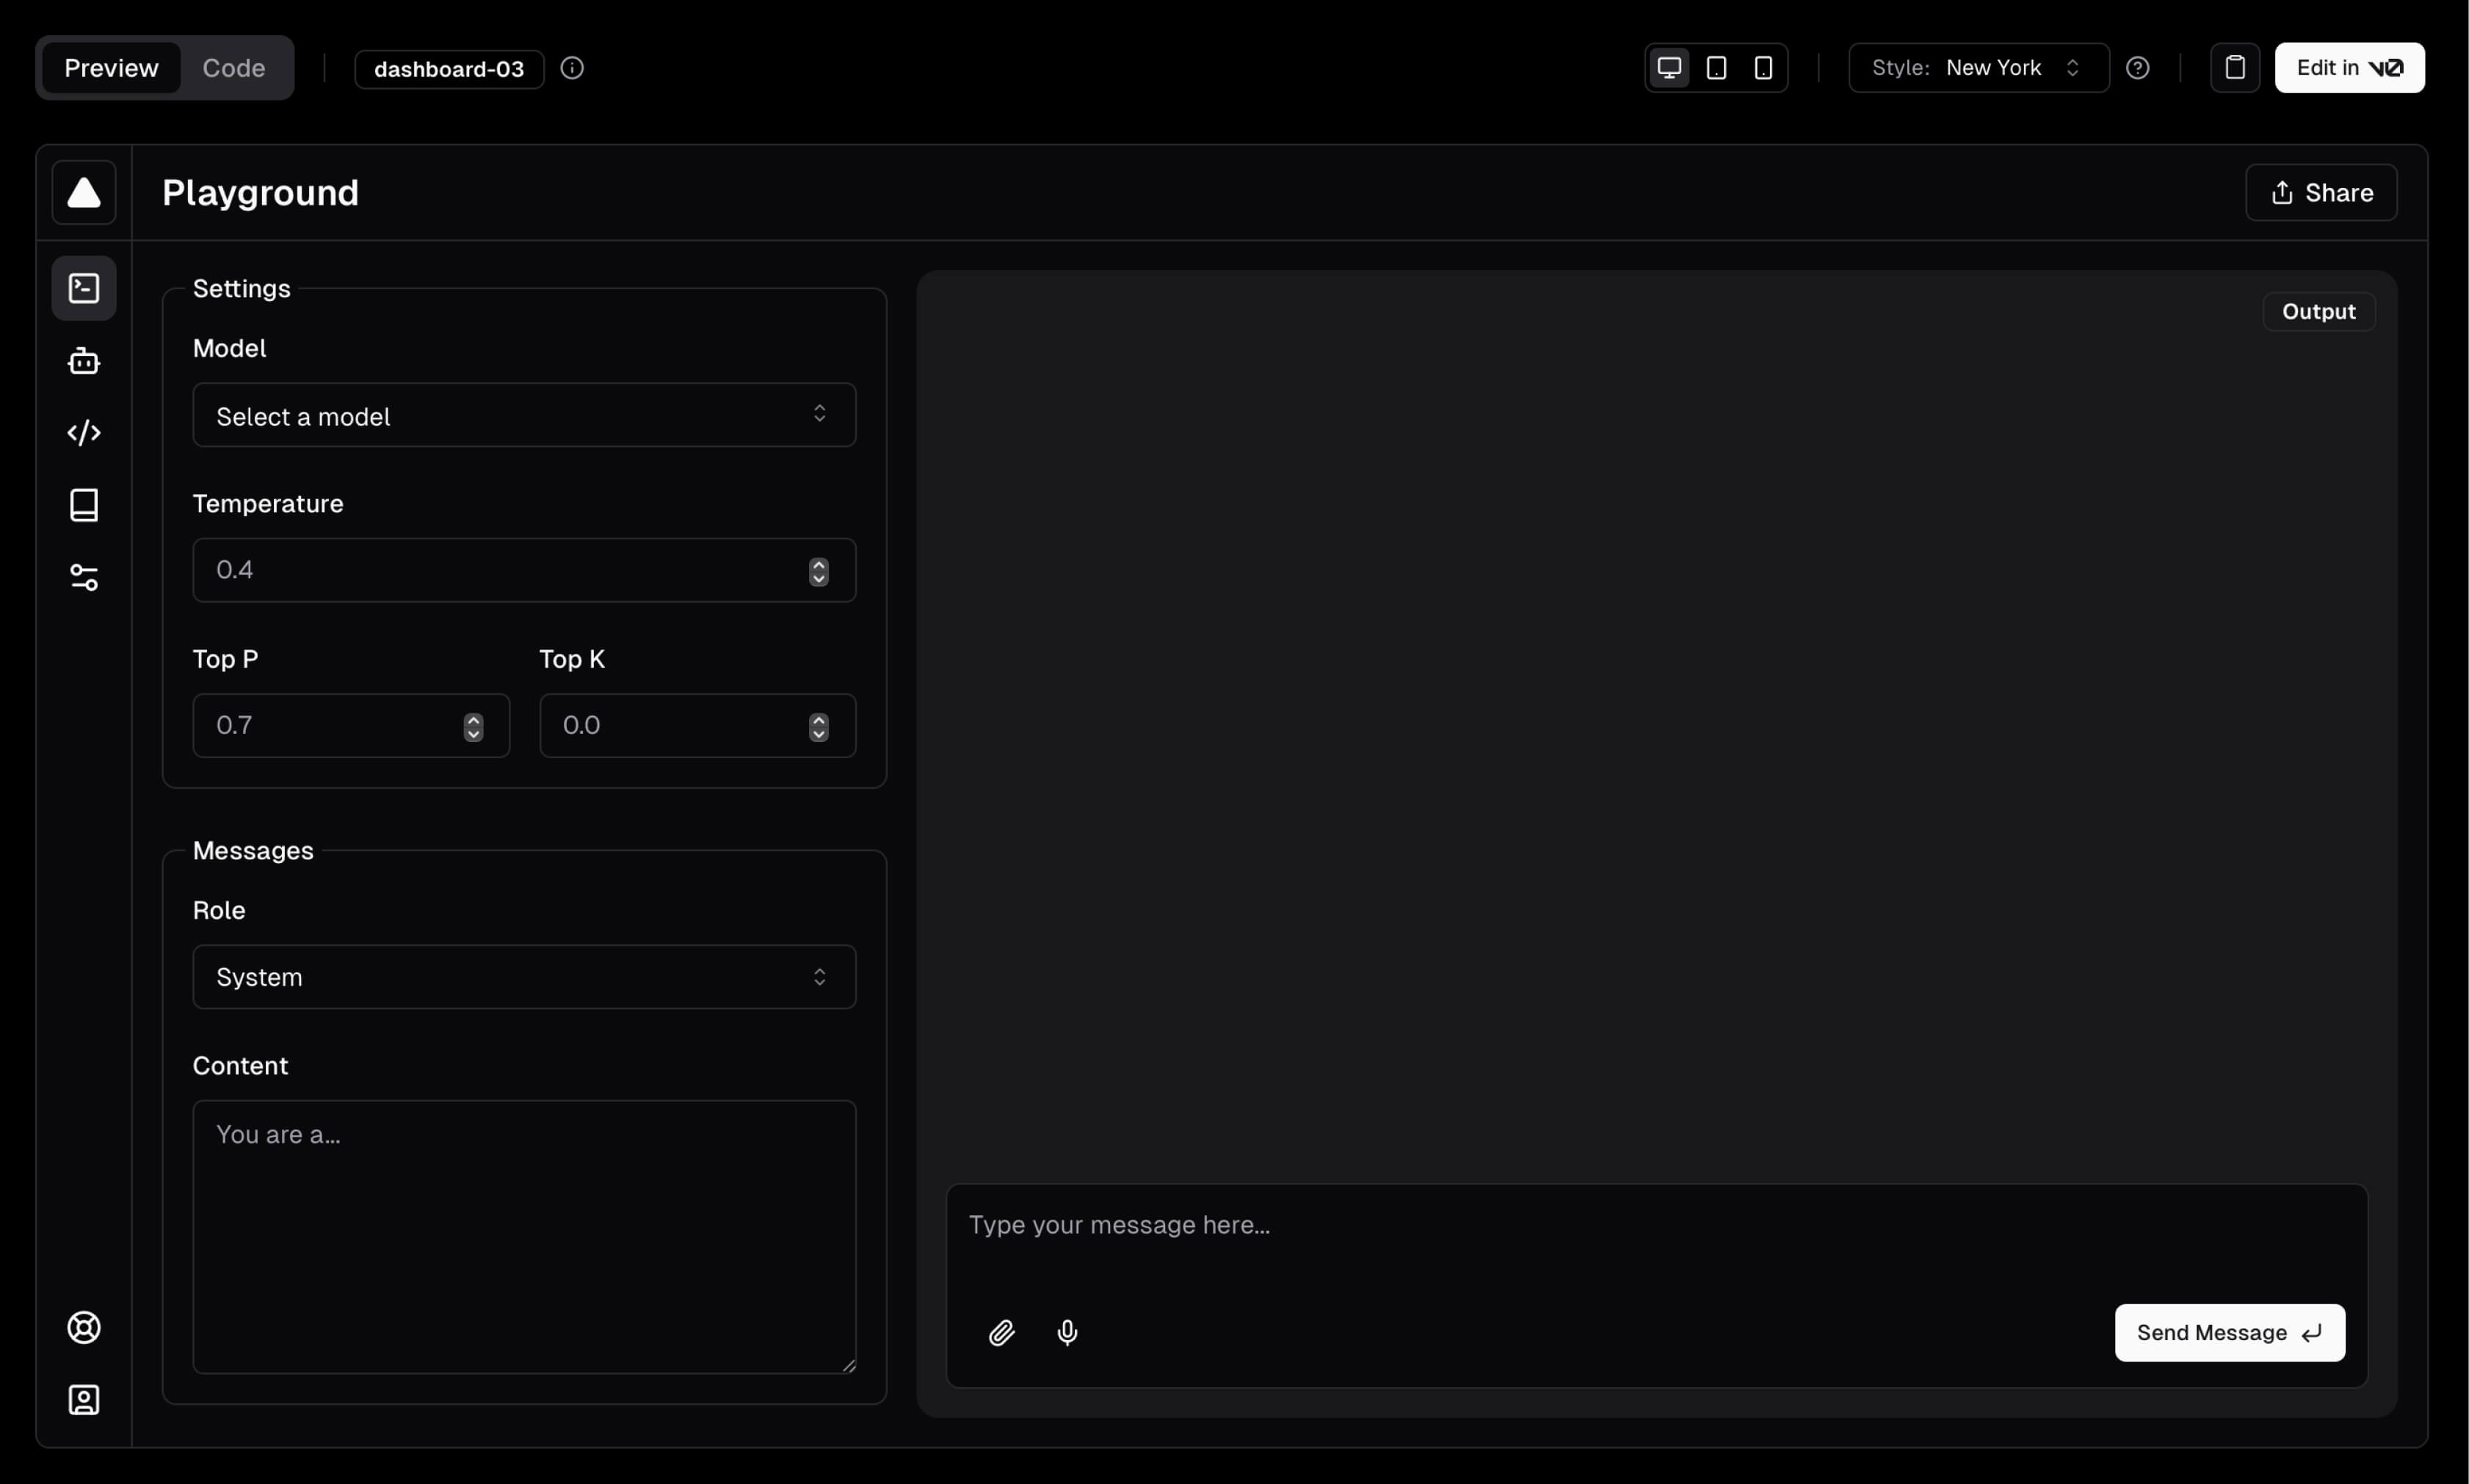 Preview
Code
dashboard-03
Style: New York
Edit in v0
Playground
Share
Settings
Model
Select a model
Temperature
0.4
Top P
Top K
0.7
0.0
Messages
Role
System
Content
You are a...
Output
Type your message here...
Send Message